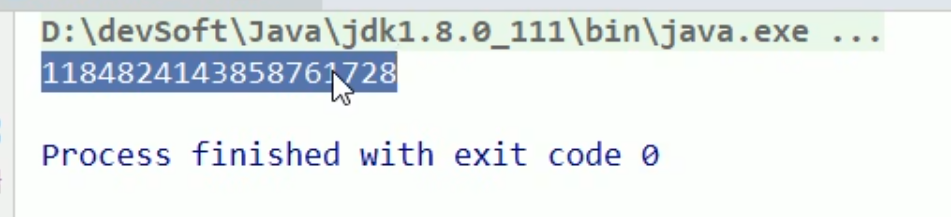 D:\devSoft\Java\jdk1.8.0_111\bin\java.exe ...
1184824143858761728
Process finished with exit code 0